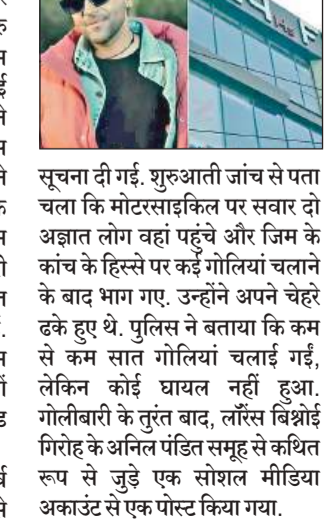 सूचना दी गई. शुरुआती जांच से पता
चला कि मोटरसाइकिल पर सवार दो
अज्ञात लोग वहां पहुंचे और जिम के
कांच के हिस्से पर कई गोलियां चलाने
के बाद भाग गए. उन्होंने अपने चेहरे
ढके हुए थे. पुलिस ने बताया कि कम
से कम सात गोलियां चलाई गईं,
लेकिन कोई घायल नहीं हुआ.
गोलीबारी के तुरंत बाद, लॉरेंस बिश्नोई
गिरोह के अनिल पंडित समूह से कथित
रूप से जुड़े एक सोशल मीडिया
अकाउंट से एक पोस्ट किया गया.